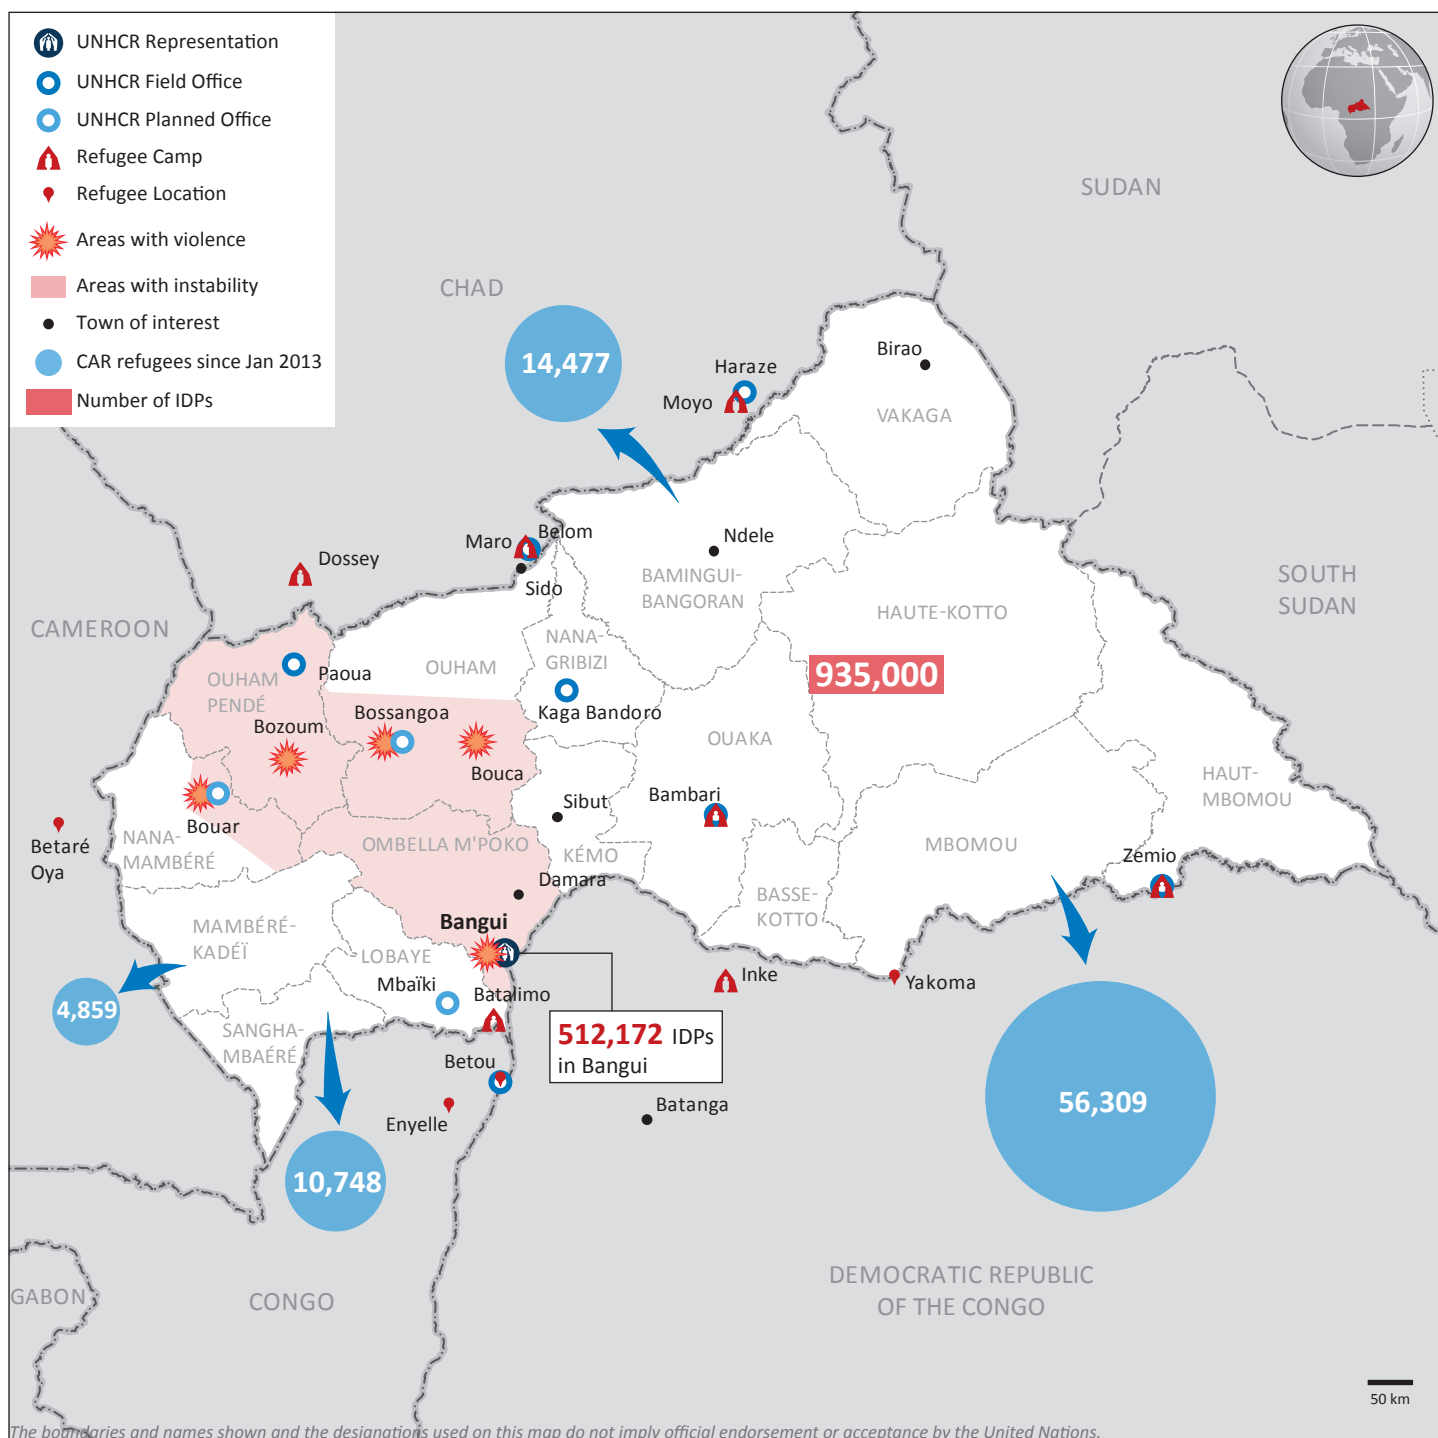 UNHCR Representation
UNHCR Field Office
UNHCR Planned Office
Refugee Camp
Refugee Location
Areas with violence
Areas with instability
Town of interest
CAR refugees since Jan 2013
Number of IDPs
SUDAN
CHAD
14,477
Haraze
Moyo
Birao
VAKAGA
Maro
Belom
Sido
Ndele
BAMINGUI-
BANGORAN
HAUTE-KOTTO
SOUTH
SUDAN
Dossey
CAMEROON
OUHAM
PENDÉ
Paoua
OUHAM
NANA-
GRIBIZI
Kaga Bandoro
935,000
Bozoum
Bossangoa
Bouca
OUAKA
HAUT-
MBOMOU
Bouar
Sibut
Bambari
Betaré
Oya
NANA-
MAMBÉRÉ
OMBELLA M'POKO
KÉMO
MBOMOU
Zemio
Damara
BASSE-
KOTTO
MAMBÉRÉ-
KADÉÏ
Bangui
LOBAYE
Mbaïki
Batalimo
Inke
Yakoma
4,859
SANGHA-
MBAÉRÉ
512,172 IDPs
in Bangui
Betou
Enyelle
Batanga
56,309
10,748
GABON
CONGO
DEMOCRATIC REPUBLIC
OF THE CONGO
50 km
The boundaries and names shown and the designations used on this map do not imply official endorsement or acceptance by the United Nations.